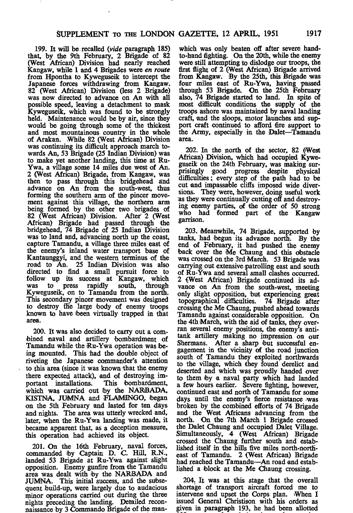 SUPPLEMENT TO THE LONDON GAZETTE, 12 APRIL, 1951 1917
199. It will be recalled (vide paragraph 185)
that, by the 9th February, 2 Brigade of 82
(West African) Division had nearly reached
Kangaw, while 1 and 4 Brigades were en route
from Hpontha to Kyweguseik to intercept the
Japanese forces withdrawing from Kangaw.
82 (West African) Division (less 2 Brigade)
was now directed to advance on An with all
possible speed, leaving a detachment to mask
Kyweguseik, which was found to be strongly
held. Maintenance would be by air, since they
would be going through some of the thickest
and most mountainous country in the whole
of Arakan. While 82 (West African) Division
was continuing its difficult approach march to-
wards An, 53 Brigade (25 Indian Division) was
to make yet another landing, this time at Ru-
Ywa, a village some 14 miles due west of An.
2 (West African) Brigade, from Kangaw, was
then to pass through this bridgehead and
advance on An from the south-west, thus
forming the southern arm of the pincer move-
ment against this village, the northern arm
being formed by the other two brigades of
82 (West African) Division. After 2 (West
African) Brigade had passed through the
bridgehead, 74 Brigade of 25 Indian Division
was to land and, advancing north up the coast,
capture Tamandu, a village three miles east of
the enemy's inland water transport base of
Kantaunggyi, and the western terminus of the
road to An. 25 Indian Division was also
directed to find a small pursuit force to
follow up its success at Kangaw, which
was to press rapidly south, through
Kyweguseik, on to Tamandu from the north.
This secondary pincer movement was designed
to destroy the large body of enemy troops
known to have been virtually trapped in that
area.
200. It was also decided to carry out a com-
bined naval and artillery bombardment of
Tamandu while the Ru-Ywa operation was be-
ing mounted. This had the double object of
riveting the Japanese commander's attention
to this area (since it was known that the enemy
there expected attack), and of destroying im-
portant installations. This bombardment,
which was carried out by the NARBADA,
KISTNA, JUMNA and FLAMINGO, began
on the 5th February and lasted for ten days
and nights. The area was utterly wrecked and,
later, when the Ru-Ywa landing was made, it
became apparent that, as a deception measure,
this operation had achieved its object.
201. On the 16th February, naval forces,
commanded by Captain D. C. Hill, R.N.,
landed 53 Brigade at Ru-Ywa against slight
opposition. Enemy gunfire from the Tamandu
area was dealt with by the NARBADA and
JUMNA. This initial success, and the subse-
quent build-up, were largely due to audacious
minor operations carried out during the three
nights preceding the landing. Detailed recon-
naissance by 3 Commando Brigade of the man-
which was only beaten off after severe hand-
to-hand fighting. On the 20th, while the enemy
were still attempting to dislodge our troops, the
first flight of 2 (West African) Brigade arrived
from Kangaw. By the 25th, this Brigade was
four miles east of Ru-Ywa, having passed
through 53 Brigade. On the 25th February
also, 74 Brigade started to land. In spite of
most difficult conditions the supply of the
troops ashore was maintained by naval landing
craft, and the sloops, motor launches and sup-
port craft continued to afford fire support to
the Army, especially in the Dalet—Tamandu
area.
202. In the north of the sector, 82 (West
African) Division, which had occupied Kywe-
guseik on the 24th February, was making sur-
prisingly good progress despite physical
difficulties; every step of the path had to be
cut and impassable cliffs imposed wide diver-
sions. They were, however, doing useful work
as they were continually cutting off and destroy-
ing enemy parties, of the order of 50 strong
who had formed part of the Kangaw
garrison.
203. Meanwhile, 74 Brigade, supported by
tanks, had begun its advance north. By the
end of February, it had pushed the enemy
back over the Me Chaung and this obstacle
was crossed on the 3rd March. 53 Brigade was
carrying out extensive patrolling east and south
of Ru-Ywa and several small clashes occurred.
2 (West African) Brigade continued its ad-
vance on An from the south-west, meeting
only slight opposition, but experiencing great
topographical difficulties. 74 Brigade after
crossing the Me Chaung, pushed ahead towards
Tamandu against considerable opposition. On
the 4th March, with the aid of tanks, they over-
ran several enemy positions, the enemy's anti-
tank artillery making no impression on our
Shermans. After a sharp but successful en-
gagement in the vicinity of the road junction
south of Tamandu they exploited northwards
to the village, which they found derelict and
deserted and which was proudly handed over
to them by a naval party which had landed
a few hours earlier. Severe fighting, however,
continued east and north of Tamandu for some
days until the enemy's fierce resistance was
broken by the combined efforts of 74 Brigade
and the West Africans advancing from the
north. On the 7th March 1 Brigade crossed
the Dalet Chaung and occupied Dalet Village.
Simultaneously, 4 (West African) Brigade
crossed the Chaung further south and estab-
lished itself in the hills five miles north-north-
east of Tamandu. 2 (West African) Brigade
had reached the Tamandu—An road and estab-
lished a block at the Me Chaung crossing.
204. It was at this stage that the overall
shortage of transport aircraft forced me to
intervene and upset the Corps plan. When I
issued General Christison with his orders as
given in paragraph 193, he had been allotted